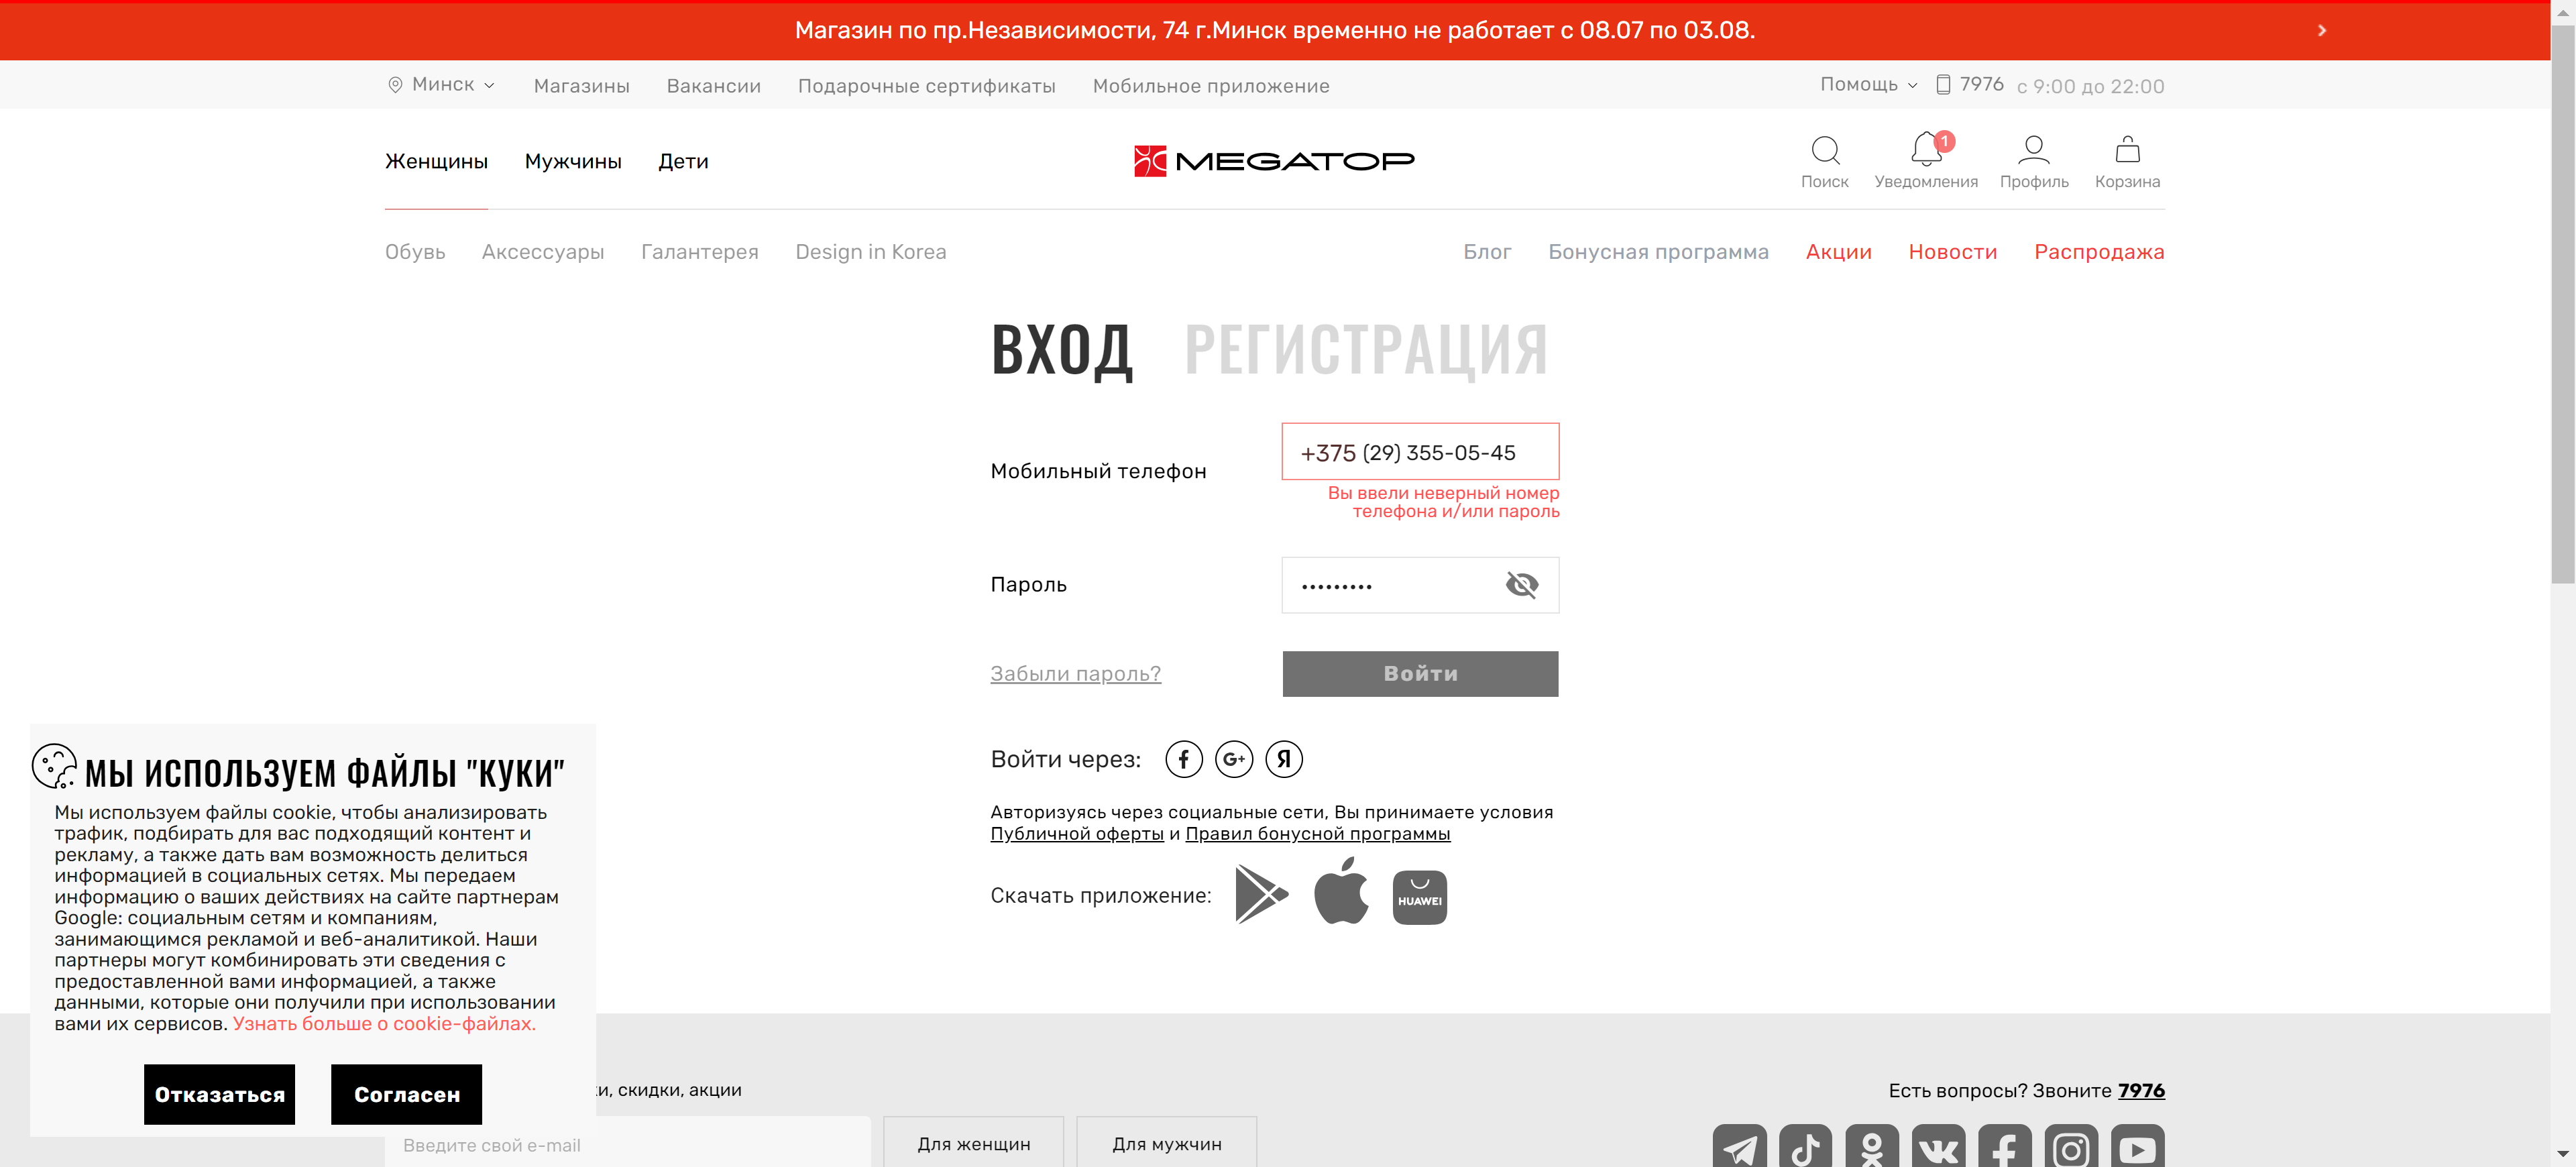 Магазин по пр.Независимости, 74 г.Минск временно не работает с 08.07 по 03.08.
Минск
Магазины
Вакансии
Подарочные сертификаты
Мобильное приложение
Помощь
7976
с 9:00 до 22:00
Женщины
Мужчины
Дети
MEGATOP
1
Поиск
Уведомления
Профиль
Корзина
Обувь
Аксессуары
Галантерея
Design in Korea
Блог
Бонусная программа
Акции
Новости
Распродажа
ВХОД
РЕГИСТРАЦИЯ
Мобильный телефон
+375 (29) 355-05-45
Вы ввели неверный номер
телефона и/или пароль
Пароль
•••••••••
Забыли пароль?
Войти
Войти через:
f
G+
Я
Авторизуясь через социальные сети, Вы принимаете условия
Публичной оферты и Правил бонусной программы
Скачать приложение:
HUAWEI
МЫ ИСПОЛЬЗУЕМ ФАЙЛЫ "КУКИ"
Мы используем файлы cookie, чтобы анализировать
трафик, подбирать для вас подходящий контент и
рекламу, а также дать вам возможность делиться
информацией в социальных сетях. Мы передаем
информацию о ваших действиях на сайте партнерам
Google: социальным сетям и компаниям,
занимающимся рекламой и веб-аналитикой. Наши
партнеры могут комбинировать эти сведения с
предоставленной вами информацией, а также
данными, которые они получили при использовании
вами их сервисов. Узнать больше о cookie-файлах.
Отказаться
Согласен
ки, скидки, акции
Введите свой e-mail
Для женщин
Для мужчин
Есть вопросы? Звоните 7976